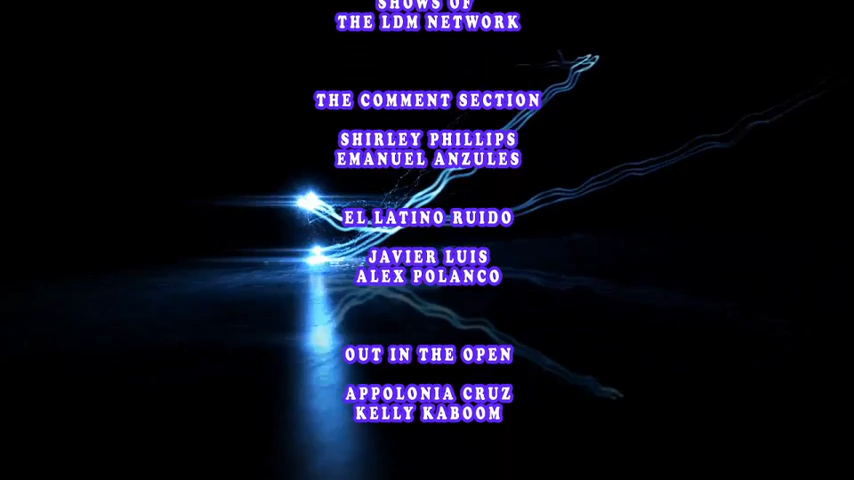 SHOWS OF
THE LDM NETWORK
THE COMMENT SECTION
SHIRLEY PHILLIPS
EMANUEL ANZULES
EL LATINO RUIDO
JAVIER LUIS
ALEX POLANCO
OUT IN THE OPEN
APPOLONIA CRUZ
KELLY KABOOM